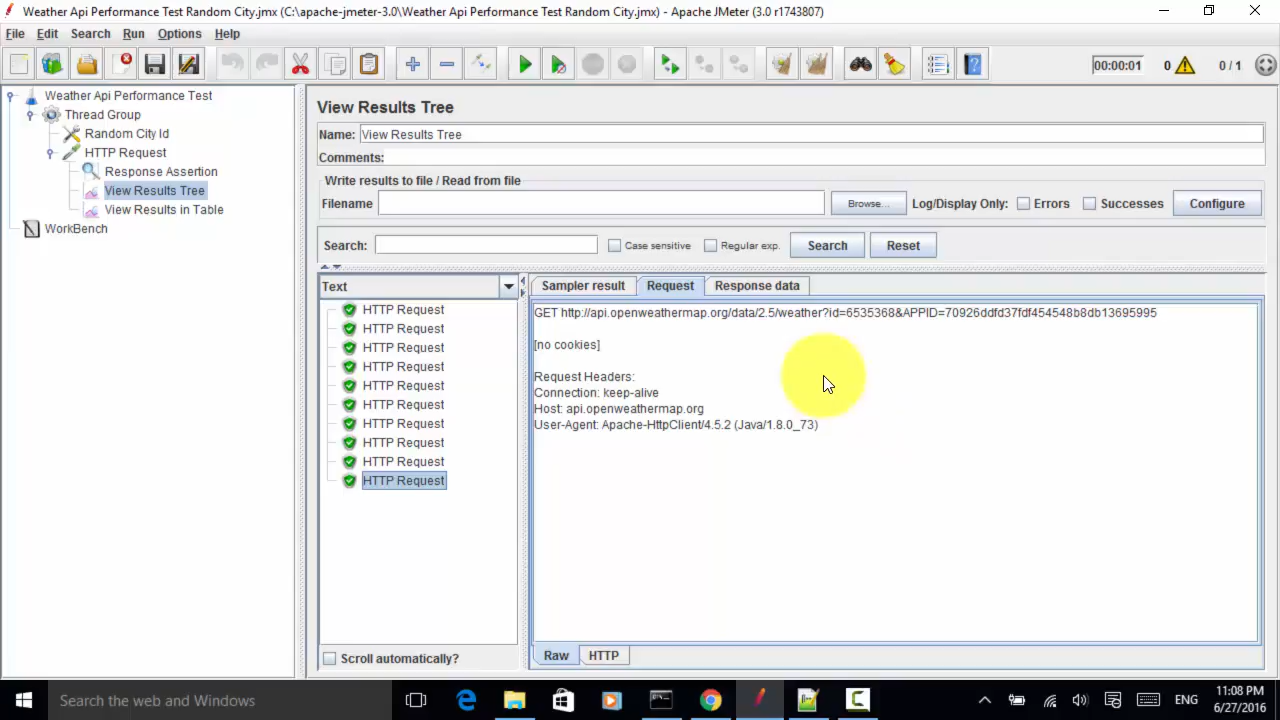 Weather Api Performance Test Random City.jmx (C:\apache-jmeter-3.0\Weather Api Performance Test Random City.jmx) - Apache JMeter (3.0 r1743807)
File Edit Search Run Options Help
00:00:01 0 0 / 1
Weather Api Performance Test
Thread Group
Random City Id
HTTP Request
Response Assertion
View Results Tree
View Results in Table
WorkBench
View Results Tree
Name: View Results Tree
Comments:
Write results to file / Read from file
Filename Browse... Log/Display Only: Errors Successes Configure
Search: Case sensitive Regular exp. Search Reset
Text
HTTP Request
HTTP Request
HTTP Request
HTTP Request
HTTP Request
HTTP Request
HTTP Request
HTTP Request
HTTP Request
HTTP Request
Scroll automatically?
Sampler result Request Response data
GET http://api.openweathermap.org/data/2.5/weather?id=6535368&APPID=70926ddfd37fdf454548b8db13695995
[no cookies]
Request Headers:
Connection: keep-alive
Host: api.openweathermap.org
User-Agent: Apache-HttpClient/4.5.2 (Java/1.8.0_73)
Raw HTTP
Search the web and Windows
ENG
11:08 PM
6/27/2016